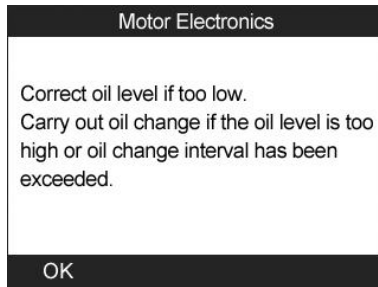 Motor Electronics
Correct oil level if too low.
Carry out oil change if the oil level is too
high or oil change interval has been
exceeded.
OK